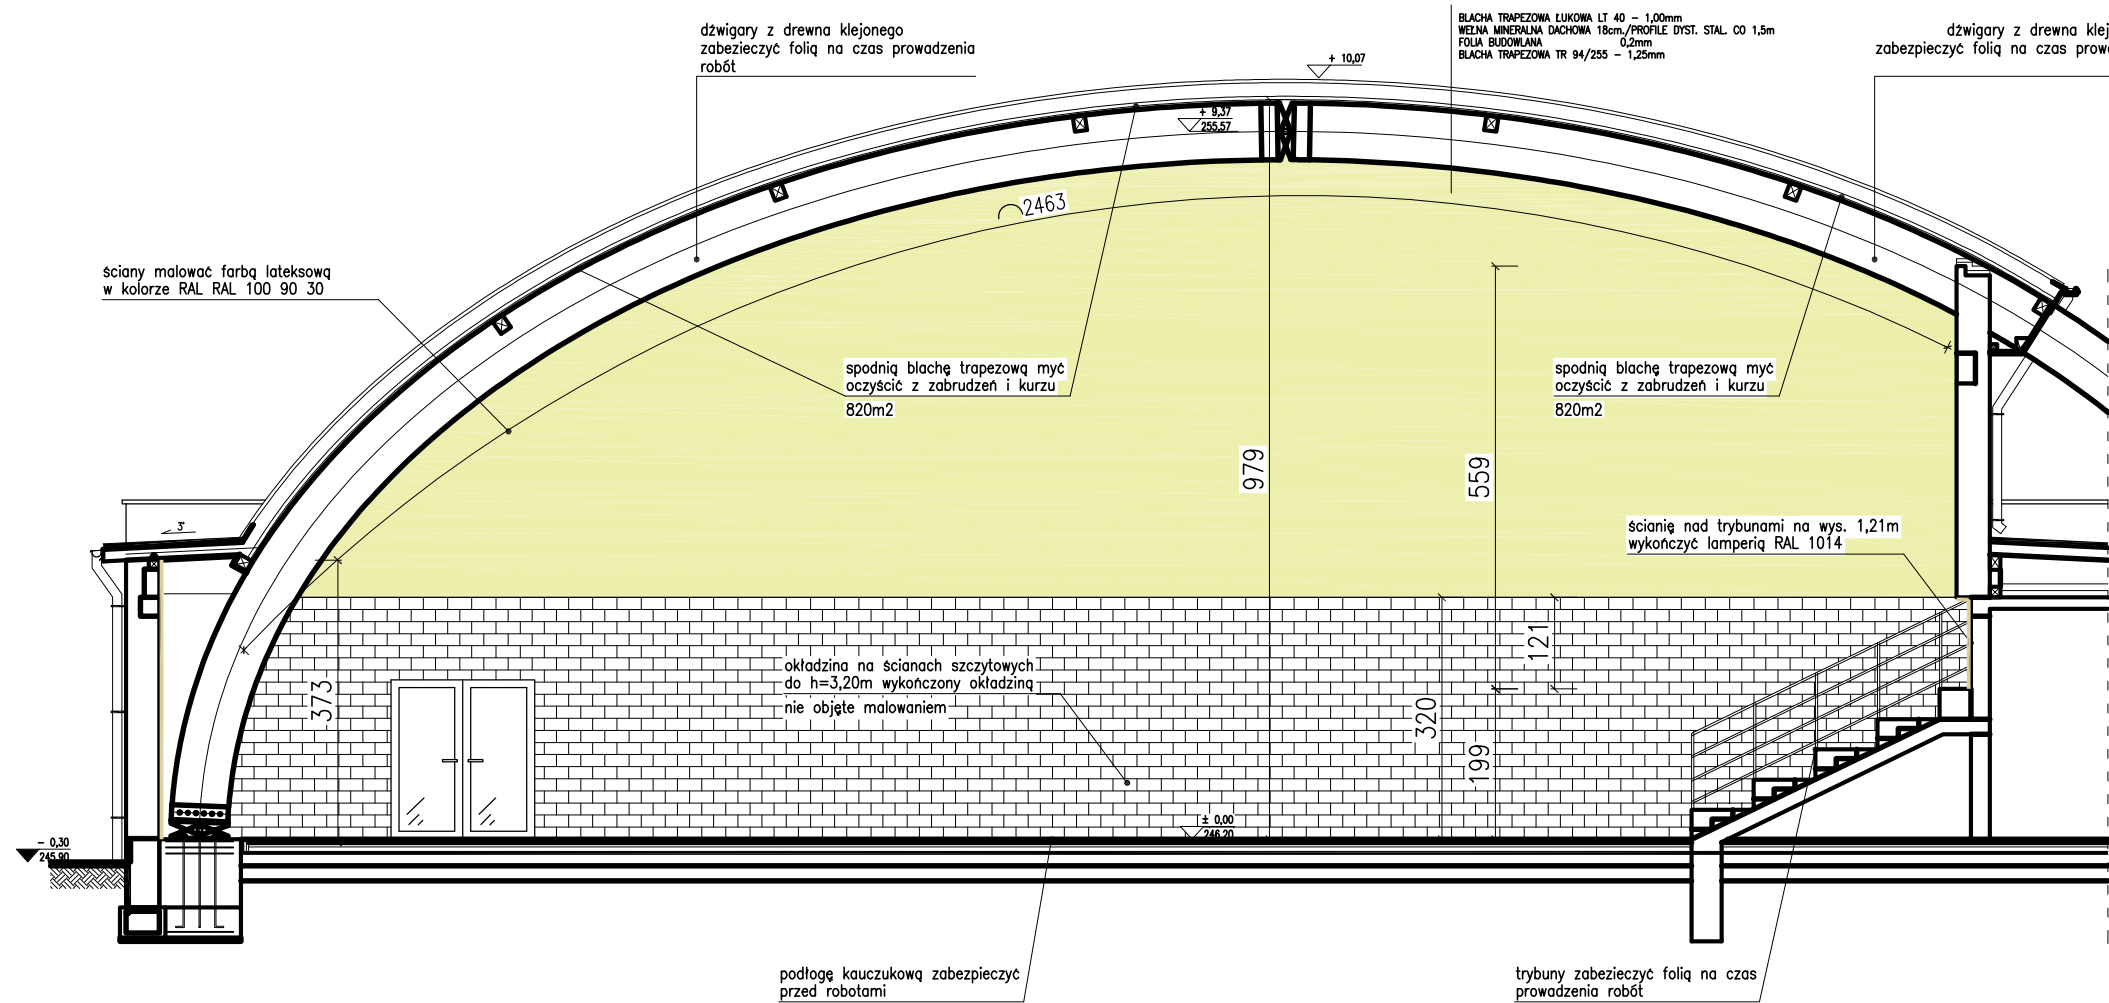 dźwigary z drewna klejonego
zabezieczyć folią na czas prowadzenia
robót
BLACHA TRAPEZOWA ŁUKOWA LT 40 - 1,00mm
WEŁNA MINERALNA DACHOWA 18cm./PROFILE DYST. STAL. CO 1,5m
FOLIA BUDOWLANA 0,2mm
BLACHA TRAPEZOWA TR 94/255 - 1,25mm
dźwigary z drewna klej
zabezpieczyć folią na czas prow
+ 10,07
+ 9,37
255,57
2463
ściany malować farbą lateksową
w kolorze RAL RAL 100 90 30
spodnią blachę trapezową myć
oczyścić z zabrudzeń i kurzu
820m2
spodnią blachę trapezową myć
oczyścić z zabrudzeń i kurzu
820m2
979
559
3°
ścianię nad trybunami na wys. 1,21m
wykończyć lamperią RAL 1014
121
okładzina na ścianach szczytowych
do h=3,20m wykończony okładziną
nie objęte malowaniem
373
320
199
± 0,00
246,20
- 0,30
245,90
podłogę kauczukową zabezpieczyć
przed robotami
trybuny zabezieczyć folią na czas
prowadzenia robót